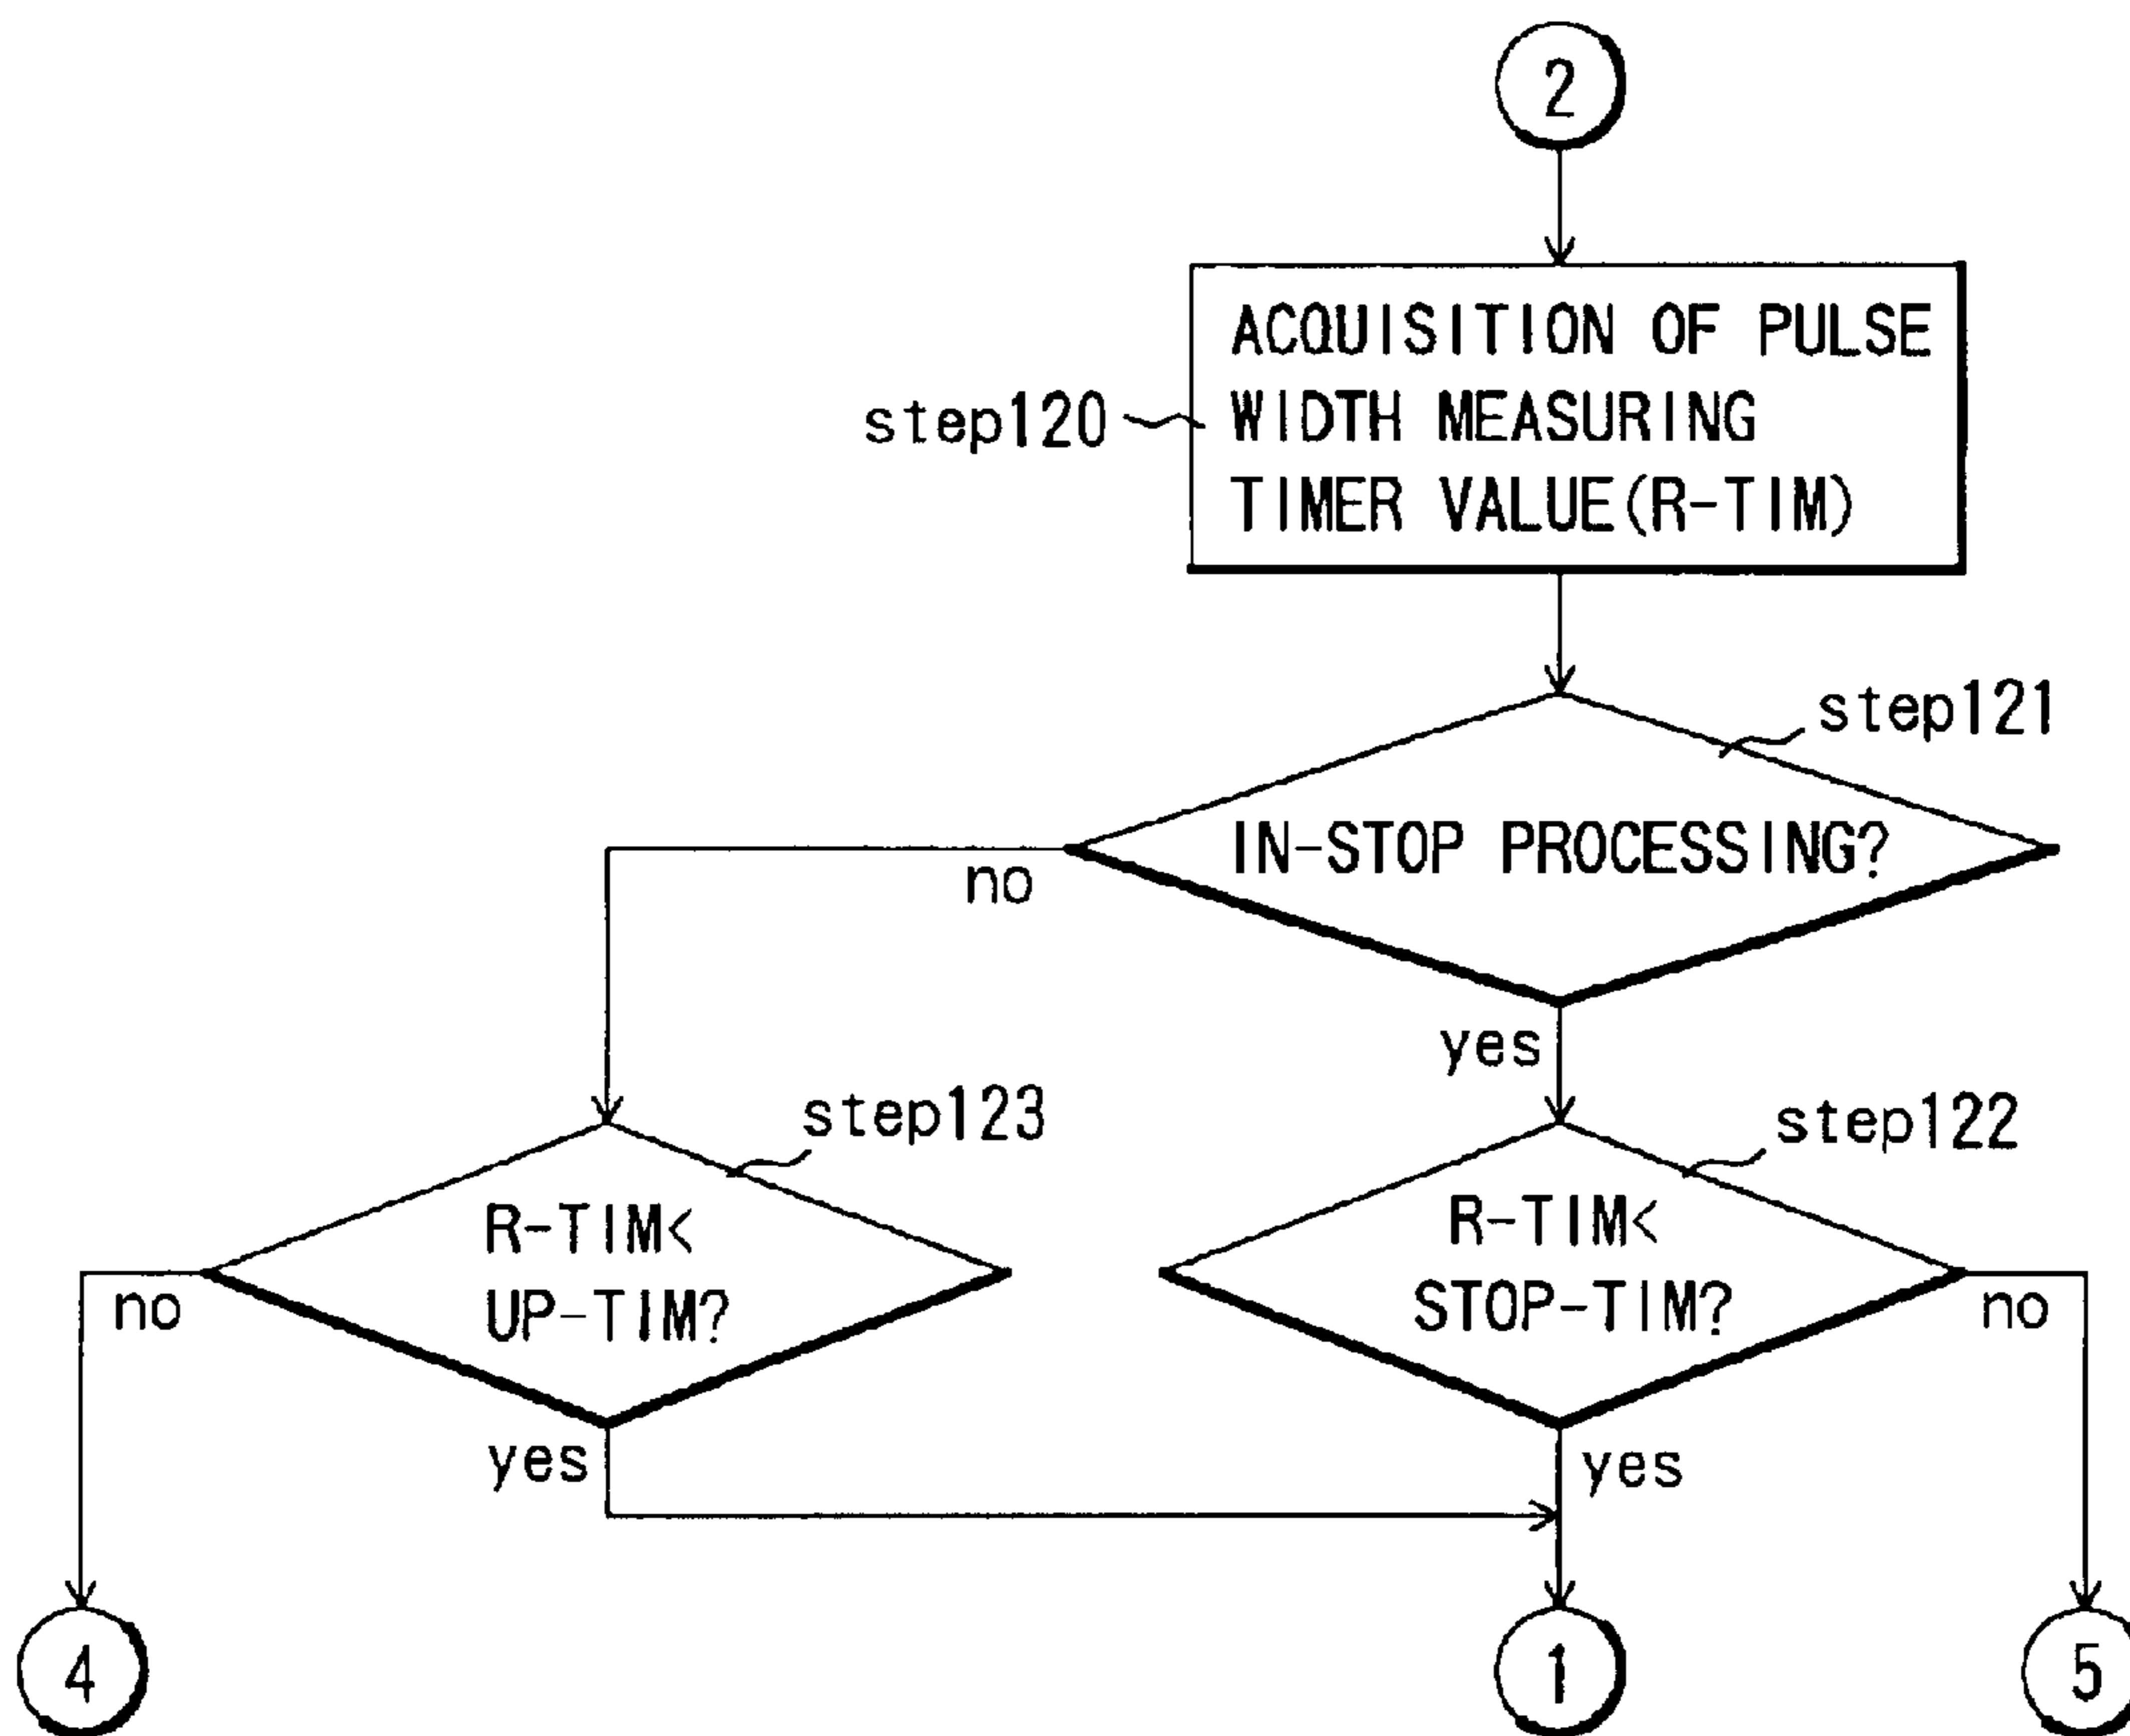 2
ACQUISITION OF PULSE
step120
WIDTH MEASURING
TIMER VALUE(R-TIM)
step121
IN-STOP PROCESSING?
no
yes
step123
step122
R-TIM<
UP-TIM?
R-TIM<
STOP-TIM?
no
no
yes
yes
4
1
5